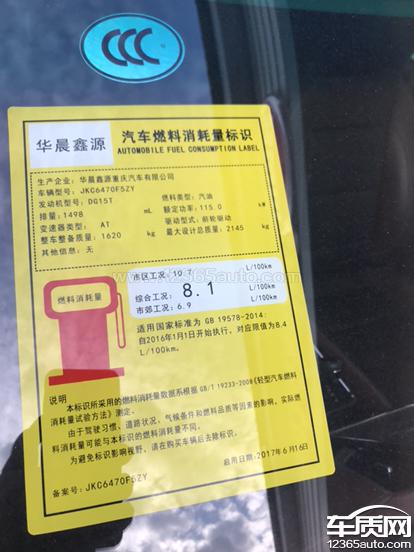 CCC
华晨鑫源
汽车燃料消耗量标识
AUTOMOBILE FUEL CONSUMPTION LABEL
生产企业: 华晨鑫源重庆汽车有限公司
车辆型号: JKC6470F5ZY
发动机型号: DG15T 燃料类型: 汽油
排量: 1498 mL 额定功率: 115.0 kW
变速器类型: AT 驱动型式: 前轮驱动
整车整备质量: 1620 kg 最大设计总质量: 2145 kg
其他信息: 无
www.12365auto.com
市区工况: 10.7 L/100km
燃料消耗量
综合工况: 8.1 L/100km
市郊工况: 6.9 L/100km
适用国家标准为 GB 19578-2014:
自2016年1月1日开始执行, 对应限值为8.4
L/100km.
说明
本标识所采用的燃料消耗量数据系根据 GB/T 19233-2008《轻型汽车燃料
消耗量试验方法》测定。
由于驾驶习惯、道路状况、气候条件和燃料品质等因素的影响, 实际燃
料消耗量可能与本标识的燃料消耗量不同。
为避免标识影响视野, 请在购买车辆后去除标识。
备案号: JKC6470F5ZY 启用日期: 2017年6月16日
车质网
12365auto.com